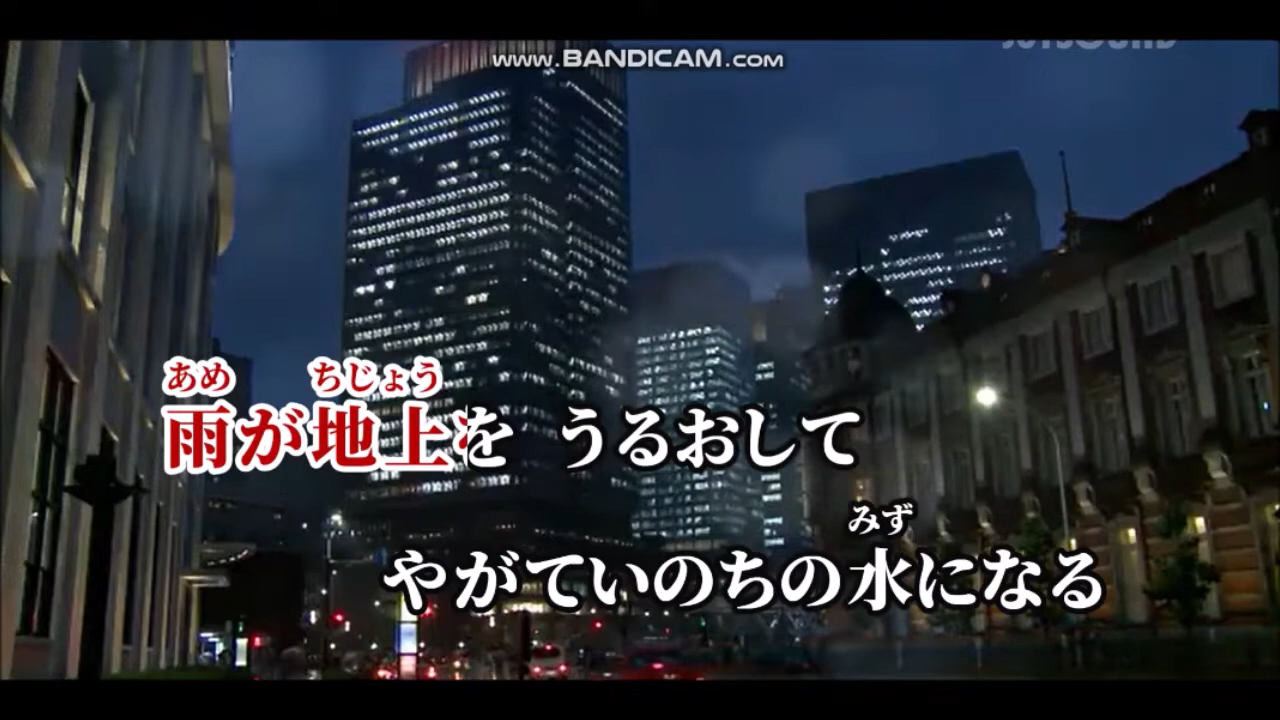 www.BANDICAM.com
JOYSOUND
あめ ちじょう
雨が地上を うるおして
みず
やがていのちの水になる